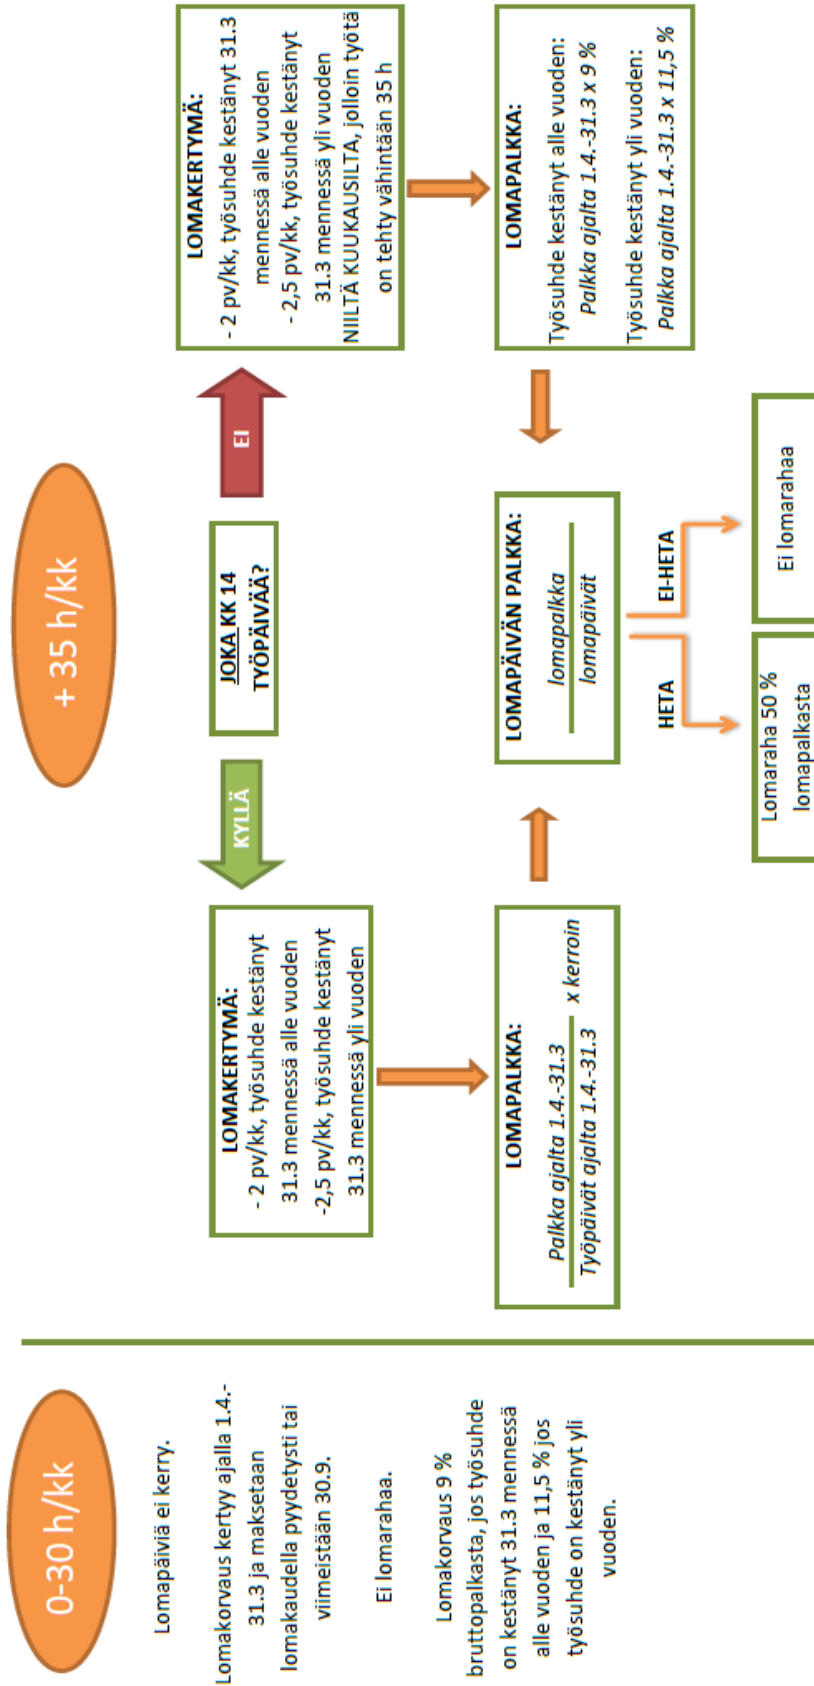 0-30 h/kk
Lomapäiviä ei kerry.
Lomakorvaus kertyy ajalla 1.4.-
31.3 ja maksetaan
lomakaudella pyydetysti tai
viimeistään 30.9.
Ei lomarahaa.
Lomakorvaus 9 %
bruttopalkasta, jos työsuhde
on kestänyt 31.3 mennessä
alle vuoden ja 11,5 % jos
työsuhde on kestänyt yli
vuoden.
+ 35 h/kk
JOKA KK 14
TYÖPÄIVÄÄ?
KYLLÄ
EI
LOMAKERTYMÄ:
- 2 pv/kk, työsuhde kestänyt
31.3 mennessä alle vuoden
-2,5 pv/kk, työsuhde kestänyt
31.3 mennessä yli vuoden
LOMAKERTYMÄ:
- 2 pv/kk, työsuhde kestänyt 31.3
mennessä alle vuoden
- 2,5 pv/kk, työsuhde kestänyt
31.3 mennessä yli vuoden
NIILTÄ KUUKAUSILTA, jolloin työtä
on tehty vähintään 35 h
LOMAPALKKA:
Palkka ajalta 1.4.-31.3
x kerroin
Työpäivät ajalta 1.4.-31.3
LOMAPÄIVÄN PALKKA:
lomapalkka
lomapäivät
LOMAPALKKA:
Työsuhde kestänyt alle vuoden:
Palkka ajalta 1.4.-31.3 x 9 %
Työsuhde kestänyt yli vuoden:
Palkka ajalta 1.4.-31.3 x 11,5 %
HETA
EI-HETA
Lomaraha 50 %
lomapalkasta
Ei lomarahaa